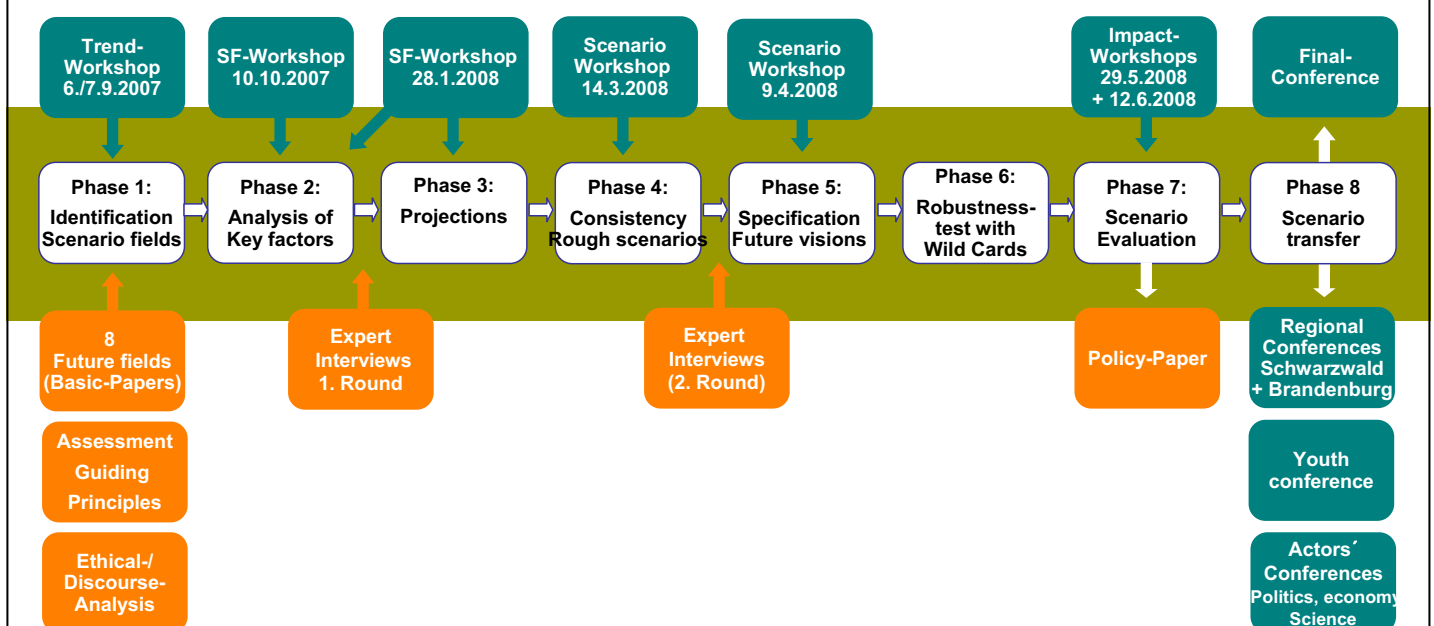 Trend-
Workshop
6./7.9.2007
SF-Workshop
10.10.2007
SF-Workshop
28.1.2008
Scenario
Workshop
14.3.2008
Scenario
Workshop
9.4.2008
Impact-
Workshops
29.5.2008
+ 12.6.2008
Final-
Conference
Phase 1:
Identification
Scenario fields
Phase 2:
Analysis of
Key factors
Phase 3:
Projections
Phase 4:
Consistency
Rough scenarios
Phase 5:
Specification
Future visions
Phase 6:
Robustness-
test with
Wild Cards
Phase 7:
Scenario
Evaluation
Phase 8
Scenario
transfer
8
Future fields
(Basic-Papers)
Expert
Interviews
1. Round
Expert
Interviews
(2. Round)
Policy-Paper
Regional
Conferences
Schwarzwald
+ Brandenburg
Assessment
Guiding
Principles
Youth
conference
Ethical-/
Discourse-
Analysis
Actors´
Conferences
Politics, economy
Science